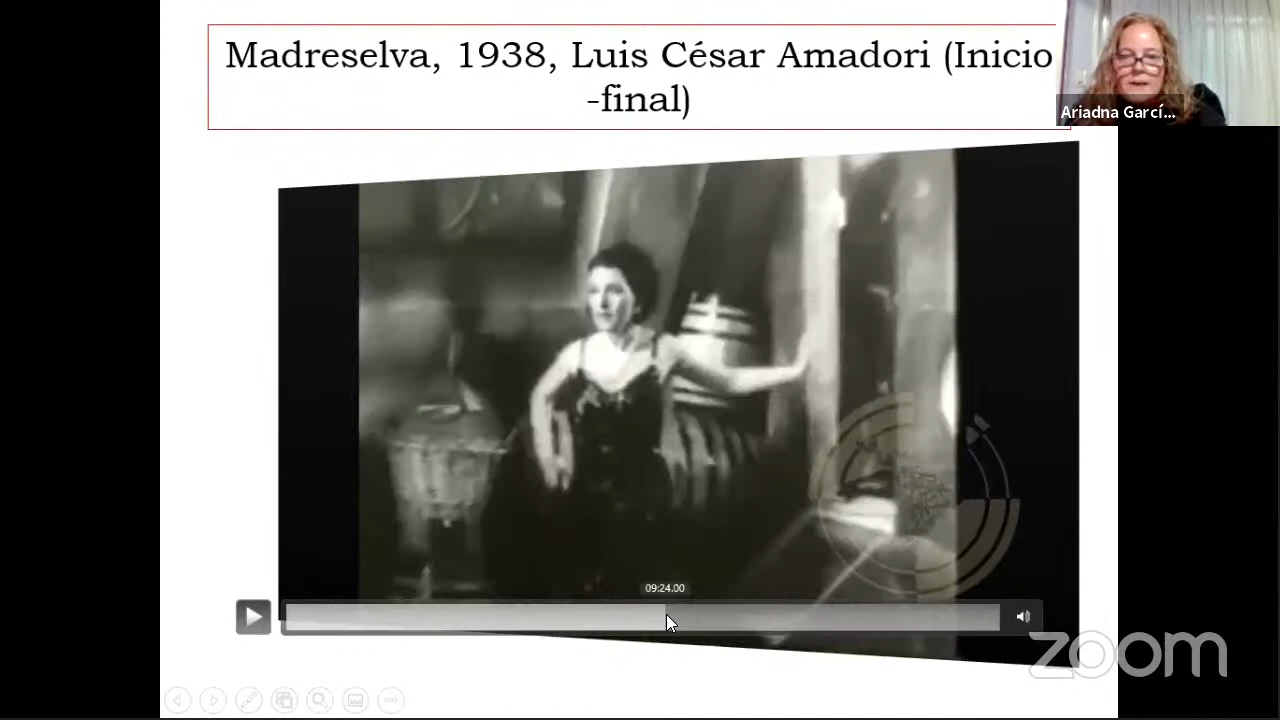 Madreselva, 1938, Luis César Amadori (Inicio
-final)
Ariadna Garcí...
09:24.00
zoom